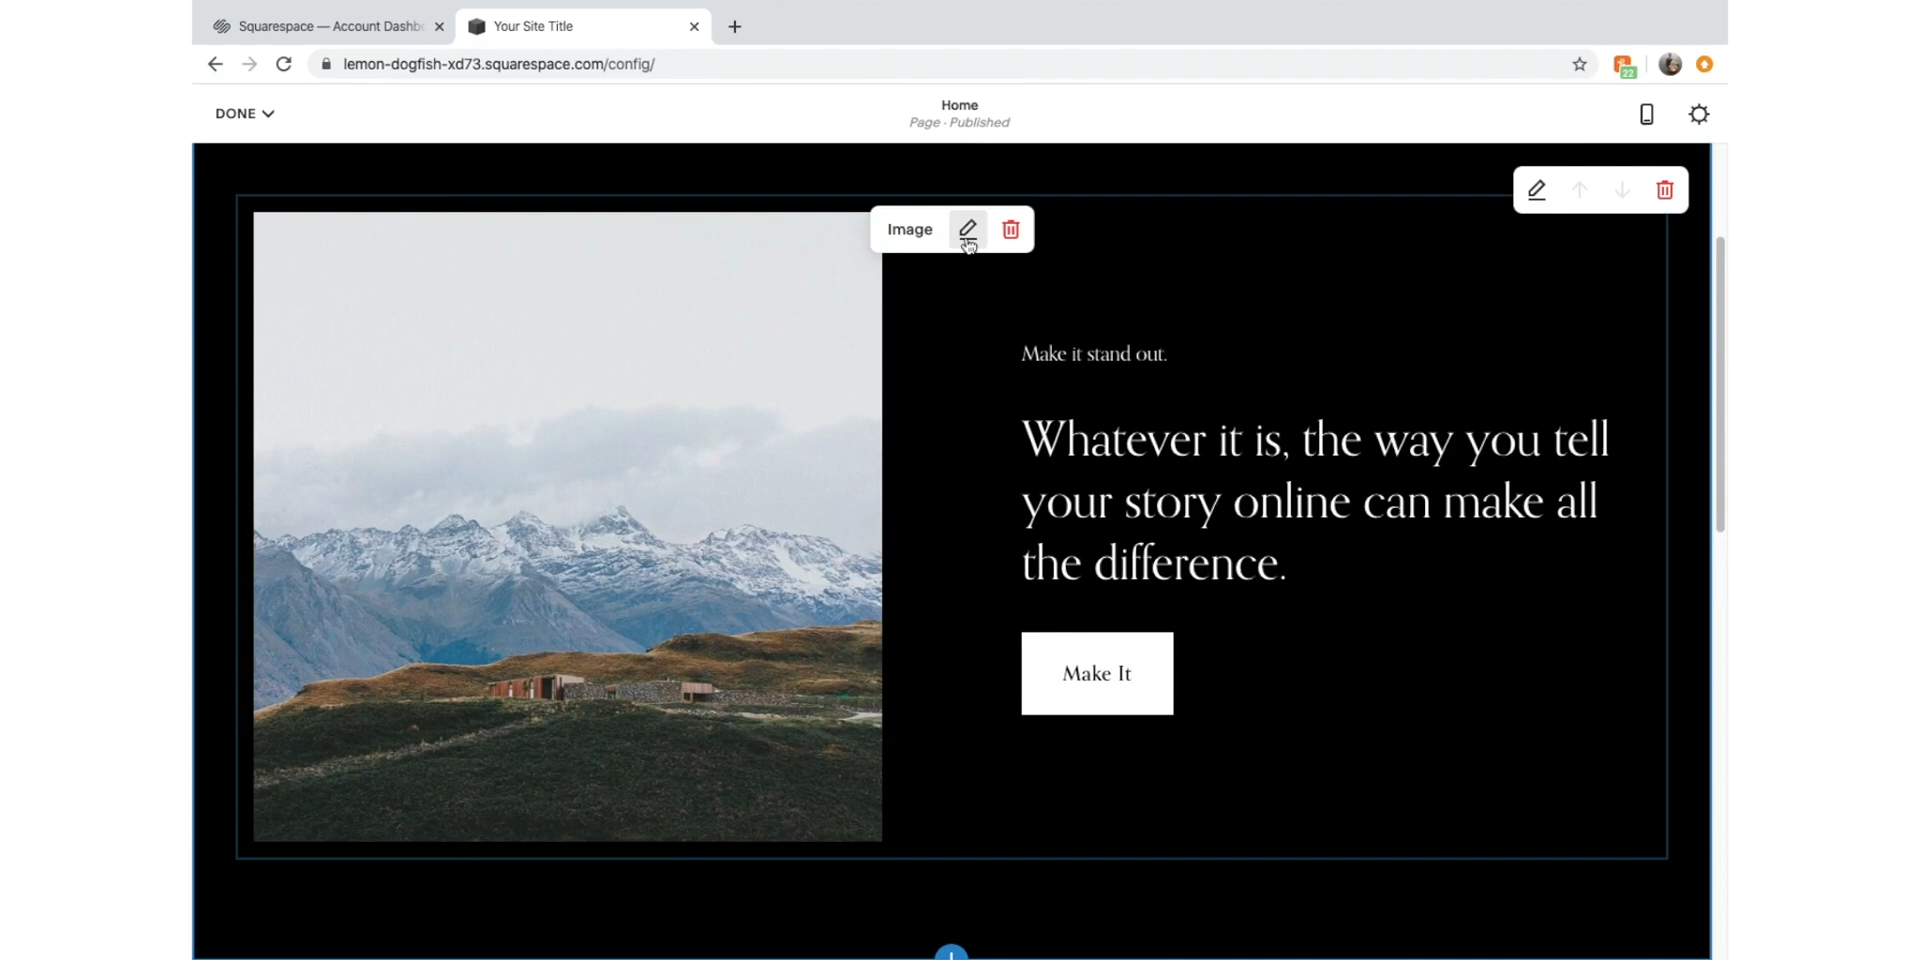 Squarespace — Account Dashbo
Your Site Title
lemon-dogfish-xd73.squarespace.com/config/
22
DONE
Home
Page · Published
Image
Make it stand out.
Whatever it is, the way you tell
your story online can make all
the difference.
Make It